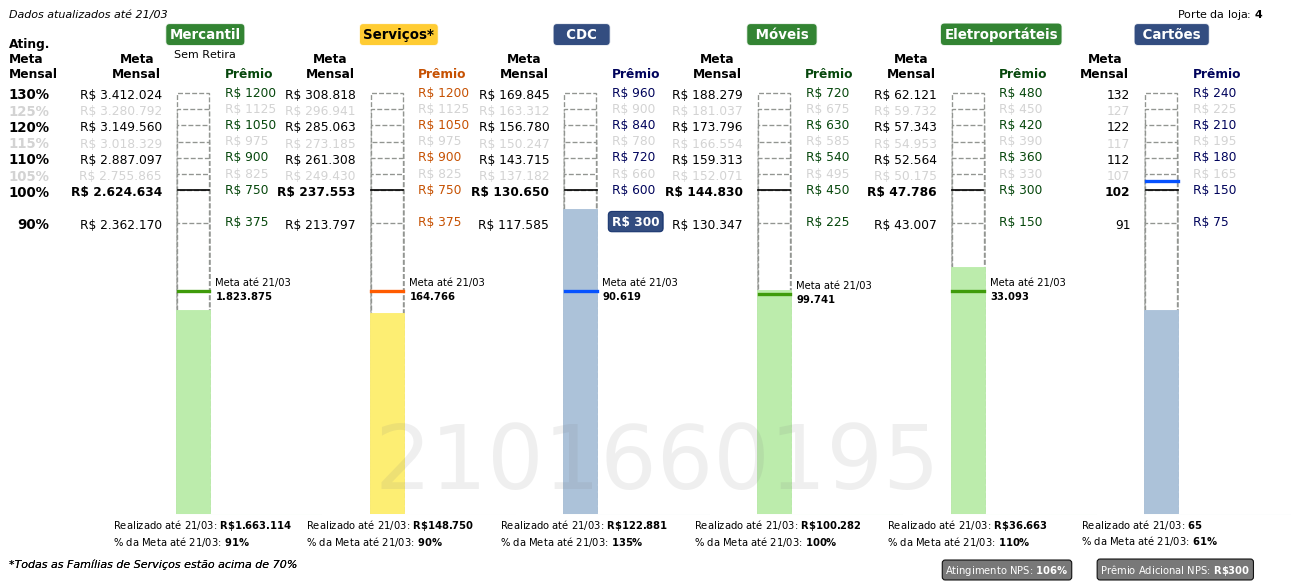 Dados atualizados até 21/03 Porte da loja: 4
Mercantil Serviços* CDC Móveis Eletroportáteis Cartões
Sem Retira
Ating. Meta Mensal Meta Mensal Prêmio Meta Mensal Prêmio Meta Mensal Prêmio Meta Mensal Prêmio Meta Mensal Prêmio Meta Mensal Prêmio
130% R$ 3.412.024 R$ 1200 R$ 308.818 R$ 1200 R$ 169.845 R$ 960 R$ 188.279 R$ 720 R$ 62.121 R$ 480 132 R$ 240
125% R$ 3.280.792 R$ 1125 R$ 296.941 R$ 1125 R$ 163.312 R$ 900 R$ 181.037 R$ 675 R$ 59.732 R$ 450 127 R$ 225
120% R$ 3.149.560 R$ 1050 R$ 285.063 R$ 1050 R$ 156.780 R$ 840 R$ 173.796 R$ 630 R$ 57.343 R$ 420 122 R$ 210
115% R$ 3.018.329 R$ 975 R$ 273.185 R$ 975 R$ 150.247 R$ 780 R$ 166.554 R$ 585 R$ 54.953 R$ 390 117 R$ 195
110% R$ 2.887.097 R$ 900 R$ 261.308 R$ 900 R$ 143.715 R$ 720 R$ 159.313 R$ 540 R$ 52.564 R$ 360 112 R$ 180
105% R$ 2.755.865 R$ 825 R$ 249.430 R$ 825 R$ 137.182 R$ 660 R$ 152.071 R$ 495 R$ 50.175 R$ 330 107 R$ 165
100% R$ 2.624.634 R$ 750 R$ 237.553 R$ 750 R$ 130.650 R$ 600 R$ 144.830 R$ 450 R$ 47.786 R$ 300 102 R$ 150
90% R$ 2.362.170 R$ 375 R$ 213.797 R$ 375 R$ 117.585 R$ 300 R$ 130.347 R$ 225 R$ 43.007 R$ 150 91 R$ 75
Meta até 21/03 Meta até 21/03 Meta até 21/03 Meta até 21/03 Meta até 21/03
1.823.875 164.766 90.619 99.741 33.093
2101660195
Realizado até 21/03: R$1.663.114 Realizado até 21/03: R$148.750 Realizado até 21/03: R$122.881 Realizado até 21/03: R$100.282 Realizado até 21/03: R$36.663 Realizado até 21/03: 65
% da Meta até 21/03: 91% % da Meta até 21/03: 90% % da Meta até 21/03: 135% % da Meta até 21/03: 100% % da Meta até 21/03: 110% % da Meta até 21/03: 61%
*Todas as Famílias de Serviços estão acima de 70% Atingimento NPS: 106% Prêmio Adicional NPS: R$300